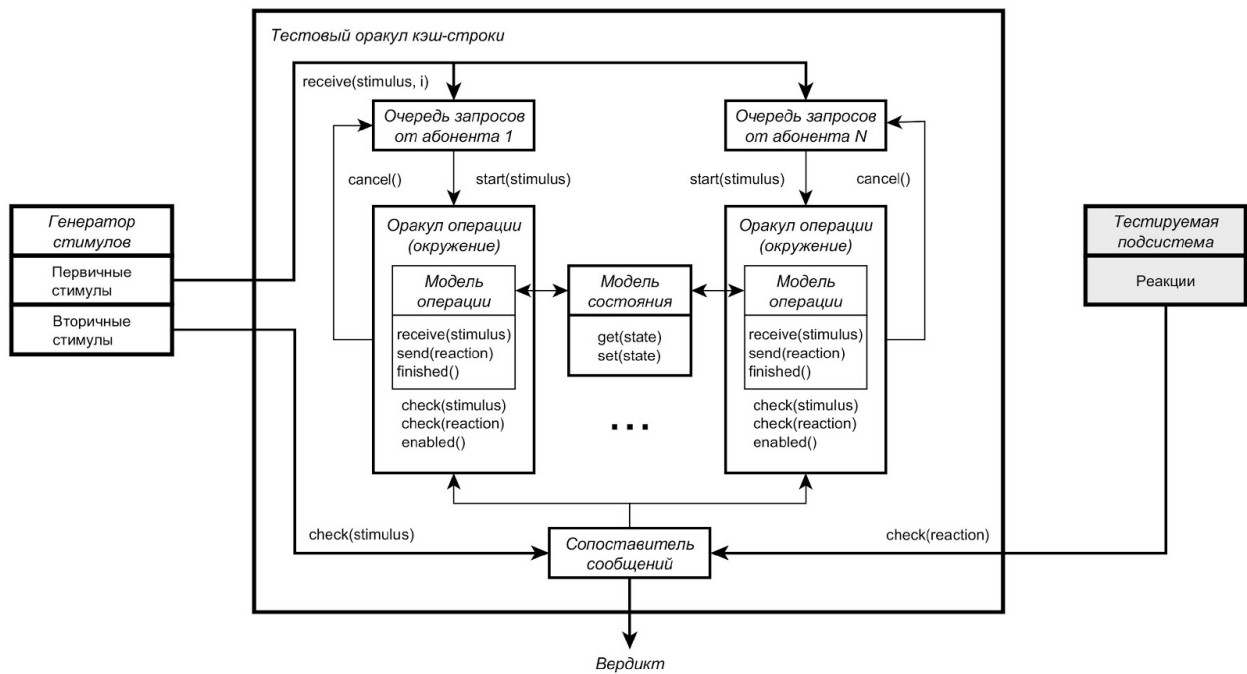 Тестовый оракул кэш-строки
receive(stimulus, i)
Очередь запросов
от абонента 1
Очередь запросов
от абонента N
cancel()
start(stimulus)
start(stimulus)
cancel()
Генератор
стимулов
Первичные
стимулы
Вторичные
стимулы
Оракул операции
(окружение)
Модель
операции
receive(stimulus)
send(reaction)
finished()
check(stimulus)
check(reaction)
enabled()
Модель
состояния
get(state)
set(state)
...
Оракул операции
(окружение)
Модель
операции
receive(stimulus)
send(reaction)
finished()
check(stimulus)
check(reaction)
enabled()
Тестируемая
подсистема
Реакции
check(stimulus)
Сопоставитель
сообщений
check(reaction)
Вердикт